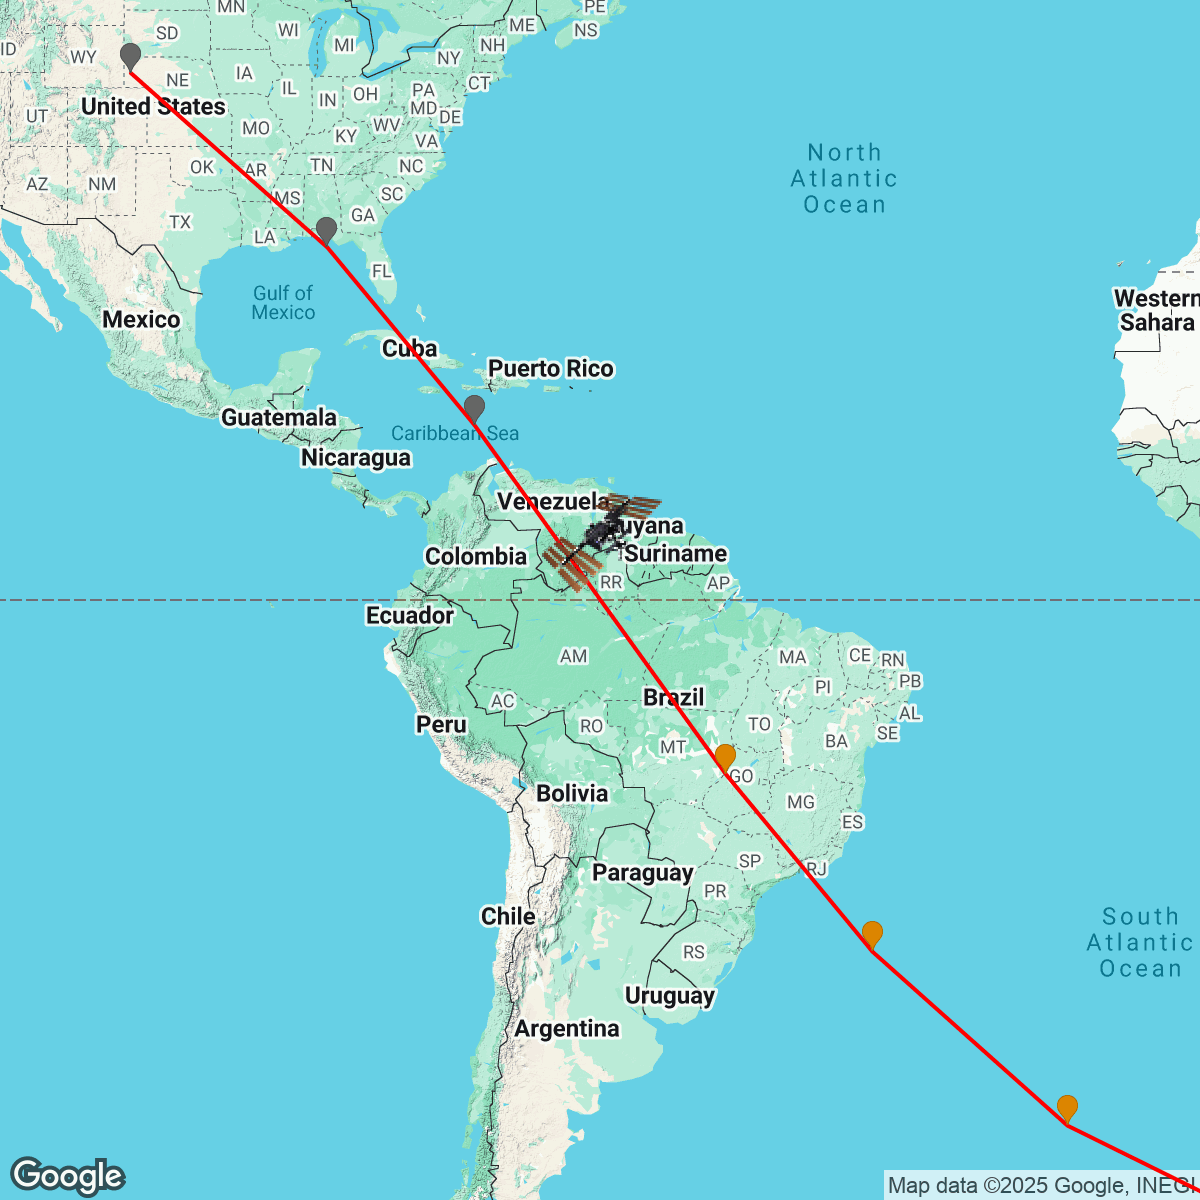 MN
PE
ME
NS
ID
SD
WI
MI
NH
WY
NY
NE
IA
IL
IN
OH
PA
CT
United States
MD
DE
UT
MO
KY
WV
VA
North
Atlantic
Ocean
OK
AR
TN
NC
AZ
NM
MS
SC
TX
GA
LA
FL
Gulf of
Mexico
Western
Sahara
Mexico
Cuba
Puerto Rico
Guatemala
Caribbean Sea
Nicaragua
Venezuela
uyana
Colombia
Suriname
RR
AP
Ecuador
AM
MA
CE
RN
PI
PB
AC
Brazil
AL
Peru
RO
TO
SE
MT
BA
GO
Bolivia
MG
ES
SP
RJ
Paraguay
PR
Chile
South
Atlantic
Ocean
RS
Uruguay
Argentina
Google
Map data ©2025 Google, INEGI